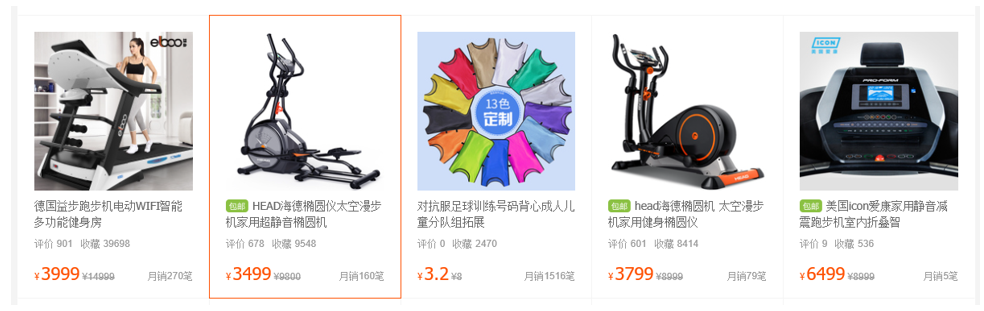 eboo
13色
定制
ICON
PRO-FORM
HEAD
德国益步跑步机电动WIFI智能
多功能健身房
评价 901 收藏 39698
¥3999 ¥14999 月销270笔
包邮 HEAD海德椭圆仪太空漫步
机家用超静音椭圆机
评价 678 收藏 9548
¥3499 ¥9800 月销160笔
对抗服足球训练号码背心成人儿
童分队组拓展
评价 0 收藏 2470
¥3.2 ¥8 月销1516笔
包邮 head海德椭圆机 太空漫步
机家用健身椭圆仪
评价 601 收藏 8414
¥3799 ¥8999 月销79笔
包邮 美国icon爱康家用静音减
震跑步机室内折叠智
评价 9 收藏 536
¥6499 ¥8999 月销5笔